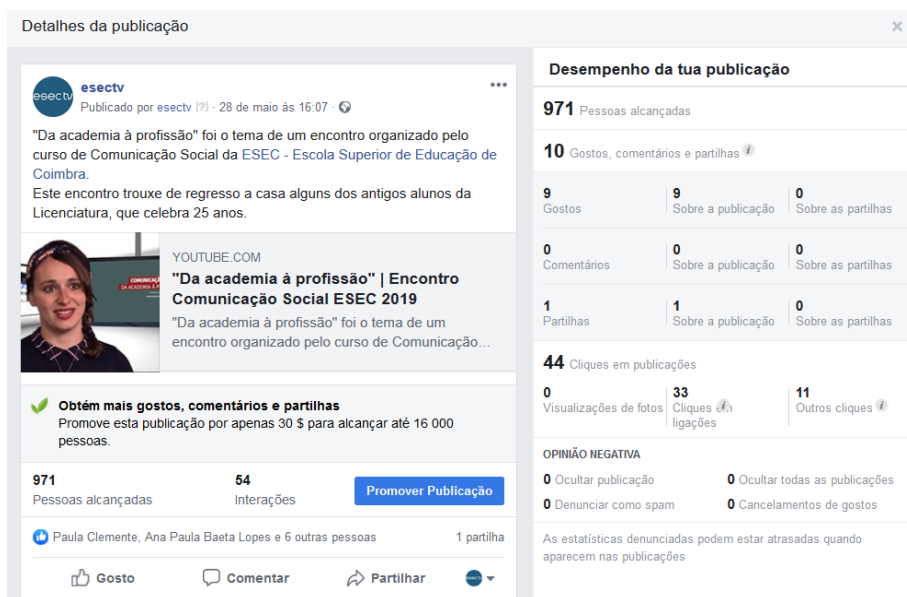 Detalhes da publicação
esectv
esectv
Publicado por esectv [?] · 28 de maio às 16:07 ·
"Da academia à profissão" foi o tema de um encontro organizado pelo
curso de Comunicação Social da ESEC - Escola Superior de Educação de
Coimbra.
Este encontro trouxe de regresso a casa alguns dos antigos alunos da
Licenciatura, que celebra 25 anos.
YOUTUBE.COM
"Da academia à profissão" | Encontro
Comunicação Social ESEC 2019
"Da academia à profissão" foi o tema de um
encontro organizado pelo curso de Comunicação...
Obtém mais gostos, comentários e partilhas
Promove esta publicação por apenas 30 $ para alcançar até 16 000
pessoas.
971 54
Pessoas alcançadas Interações Promover Publicação
Paula Clemente, Ana Paula Baeta Lopes e 6 outras pessoas 1 partilha
Gosto Comentar Partilhar
Desempenho da tua publicação
971 Pessoas alcançadas
10 Gostos, comentários e partilhas
9 9 0
Gostos Sobre a publicação Sobre as partilhas
0 0 0
Comentários Sobre a publicação Sobre as partilhas
1 1 0
Partilhas Sobre a publicação Sobre as partilhas
44 Cliques em publicações
0 33 11
Visualizações de fotos Cliques em Outros cliques
ligações
OPINIÃO NEGATIVA
0 Ocultar publicação 0 Ocultar todas as publicações
0 Denunciar como spam 0 Cancelamentos de gostos
As estatísticas denunciadas podem estar atrasadas quando
aparecem nas publicações